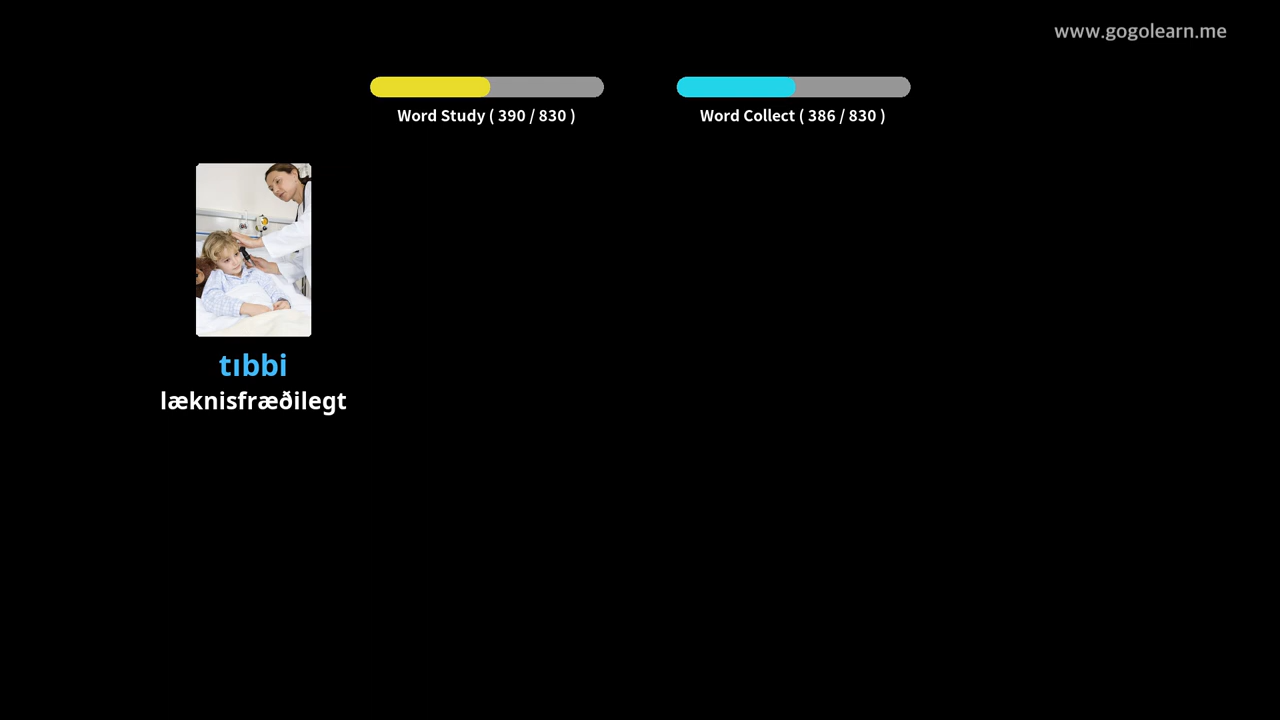 www.gogolearn.me
Word Study ( 390 / 830 )
Word Collect ( 386 / 830 )
tıbbi
læknisfræðilegt